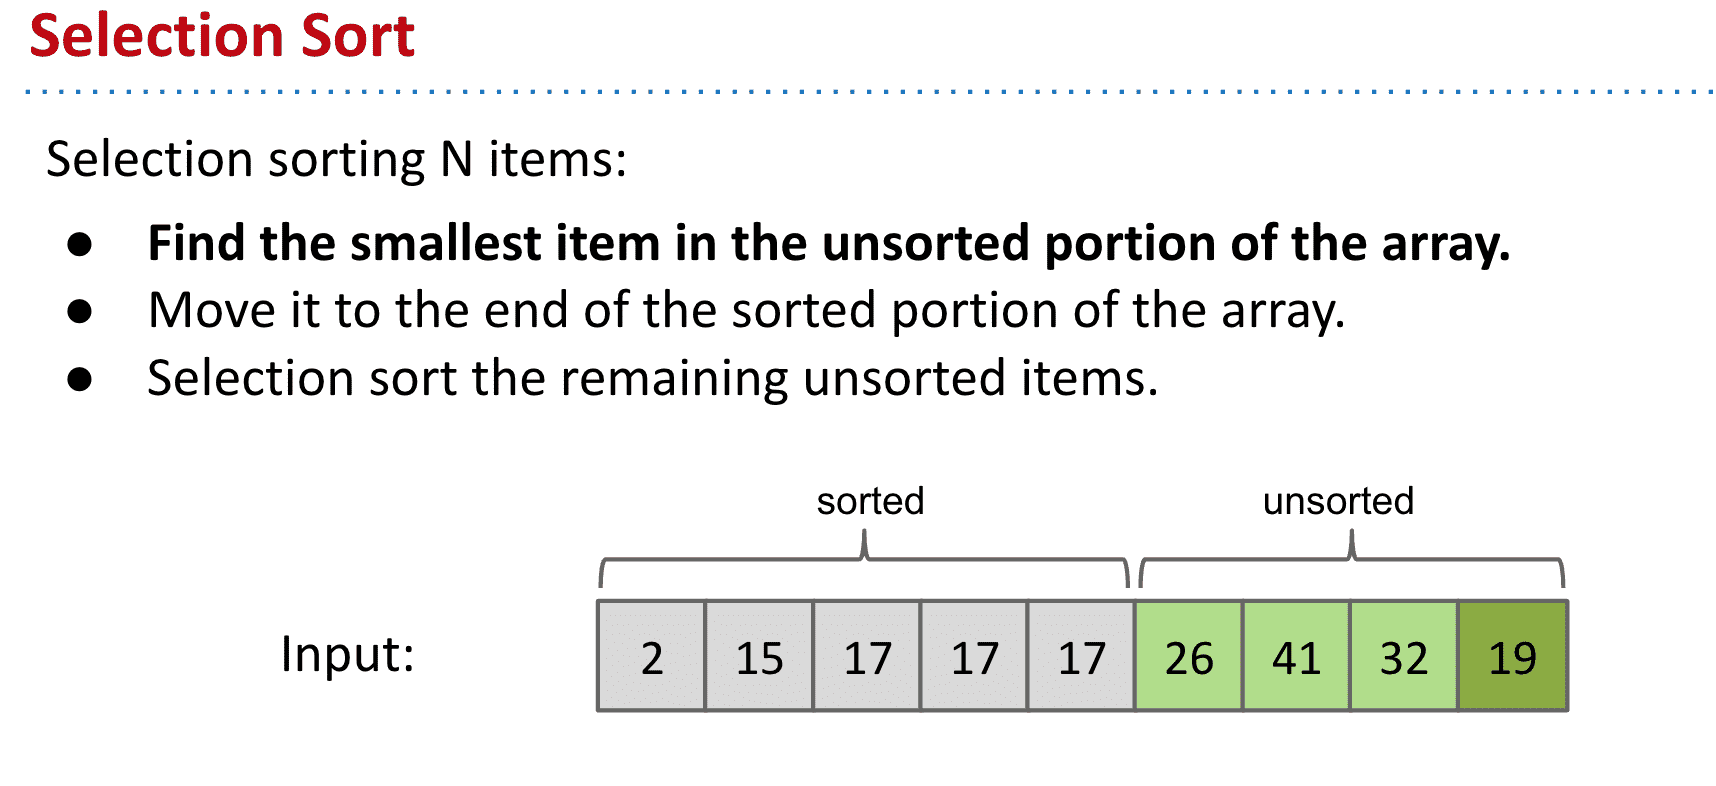 Selection Sort
Selection sorting N items:
● Find the smallest item in the unsorted portion of the array.
● Move it to the end of the sorted portion of the array.
● Selection sort the remaining unsorted items.
sorted unsorted
Input: 2 15 17 17 17 26 41 32 19